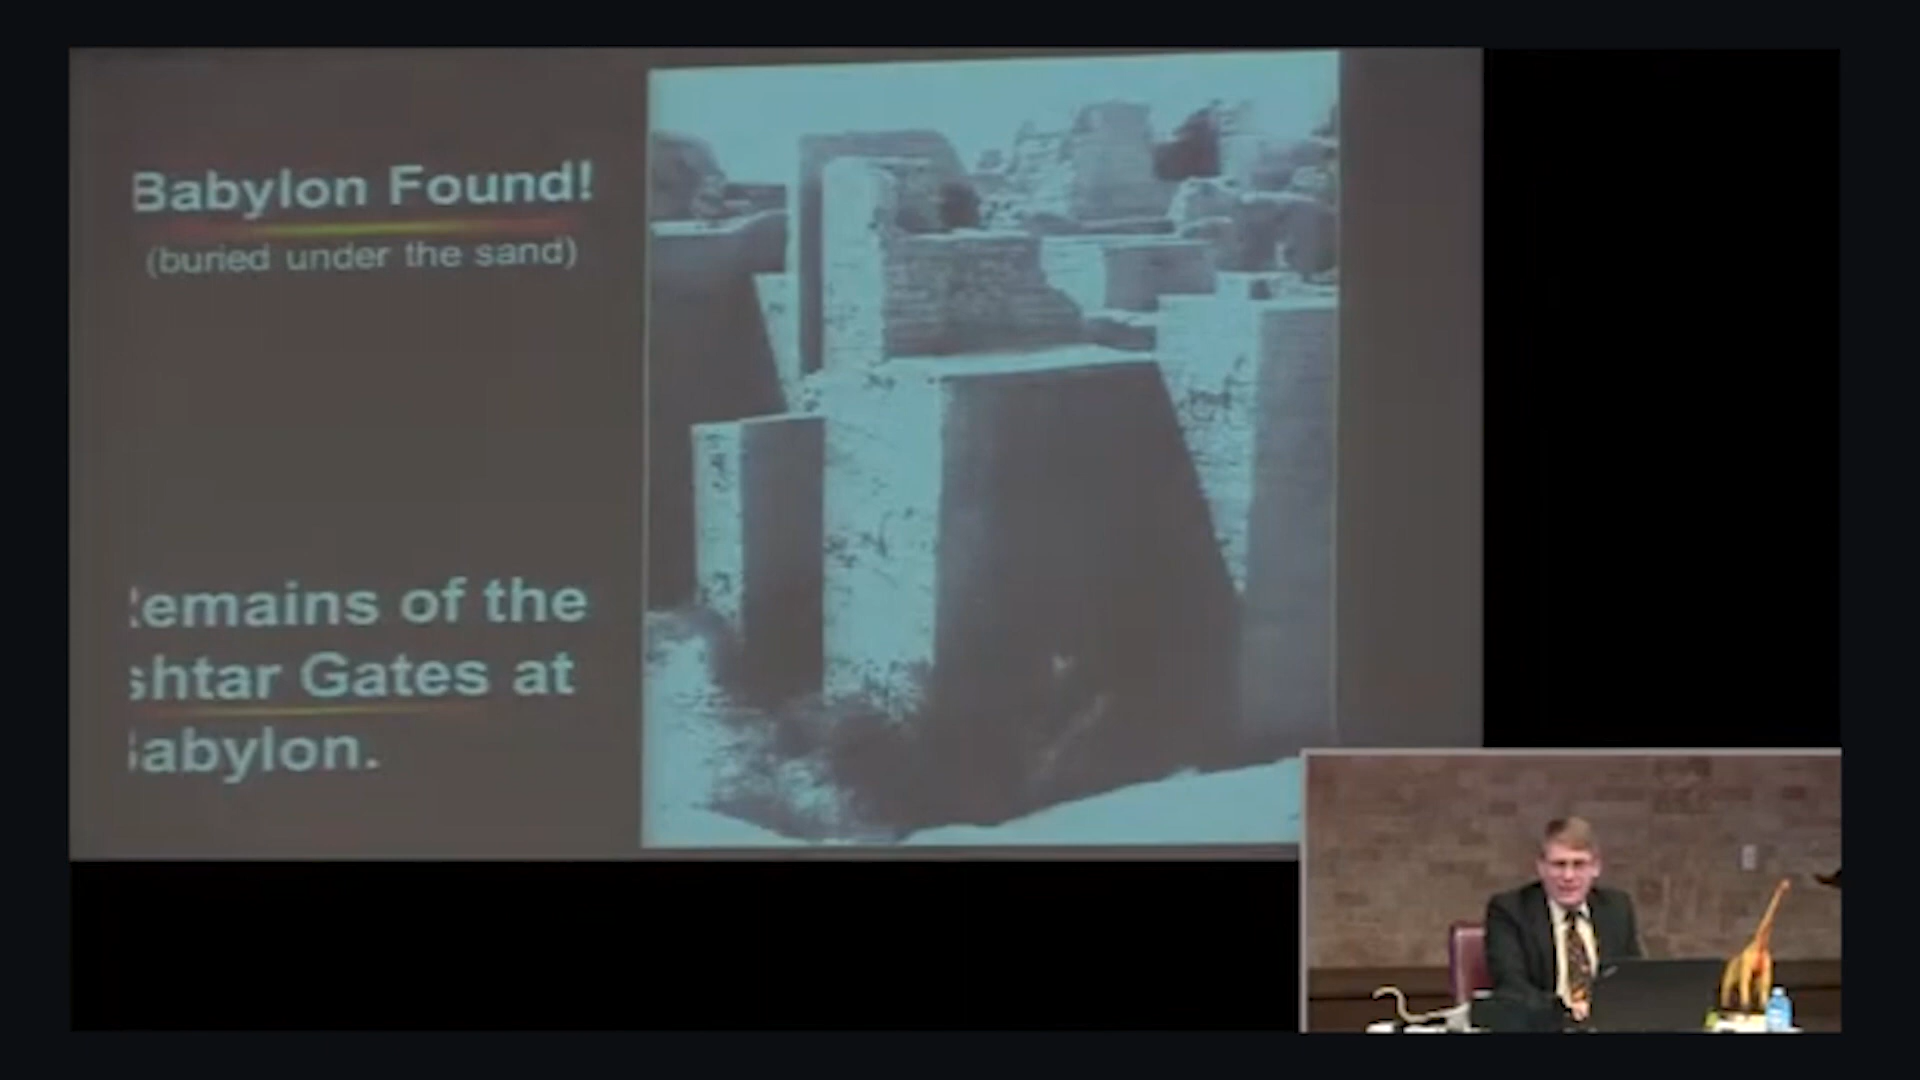 Babylon Found!
(buried under the sand)
emains of the
shtar Gates at
abylon.